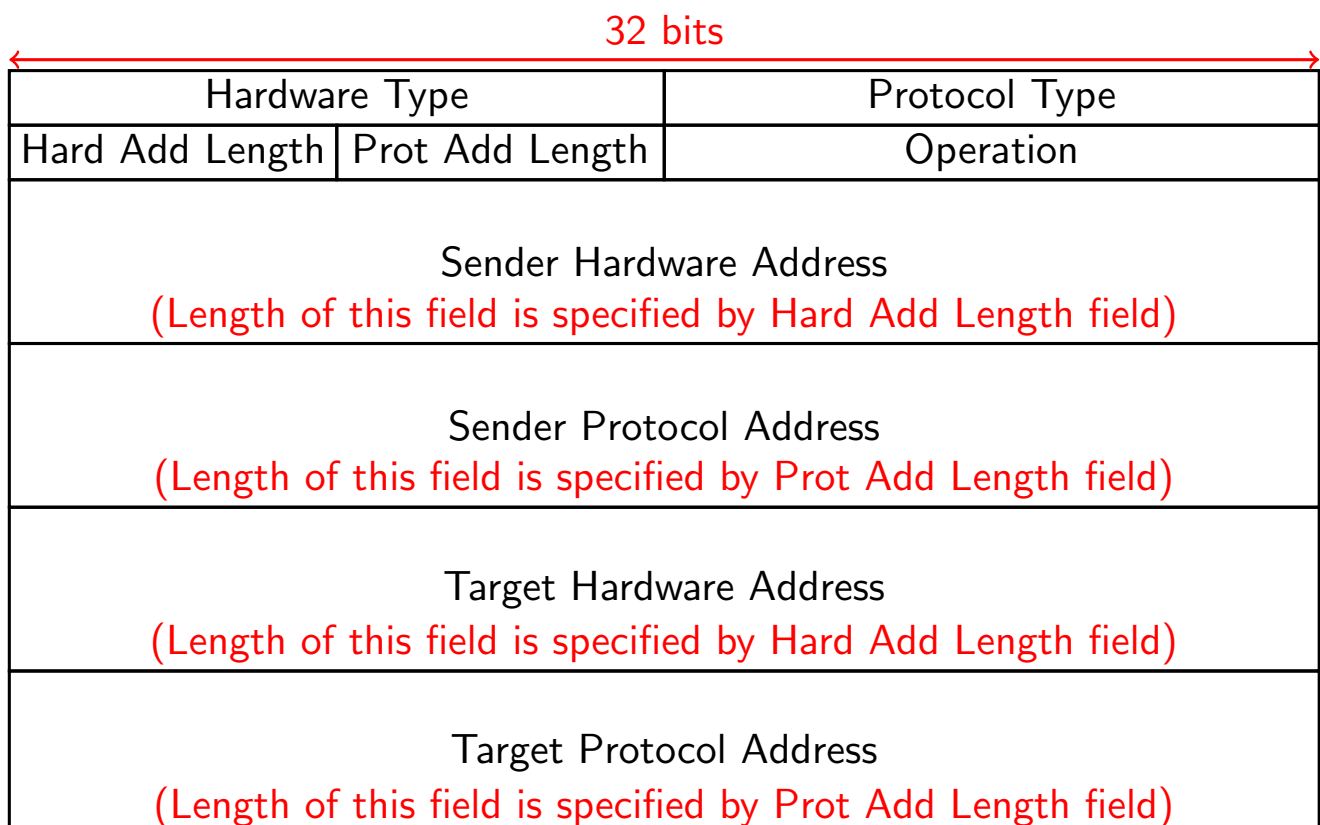 32 bits
Hardware Type Protocol Type
Hard Add Length Prot Add Length Operation
Sender Hardware Address
(Length of this field is specified by Hard Add Length field)
Sender Protocol Address
(Length of this field is specified by Prot Add Length field)
Target Hardware Address
(Length of this field is specified by Hard Add Length field)
Target Protocol Address
(Length of this field is specified by Prot Add Length field)